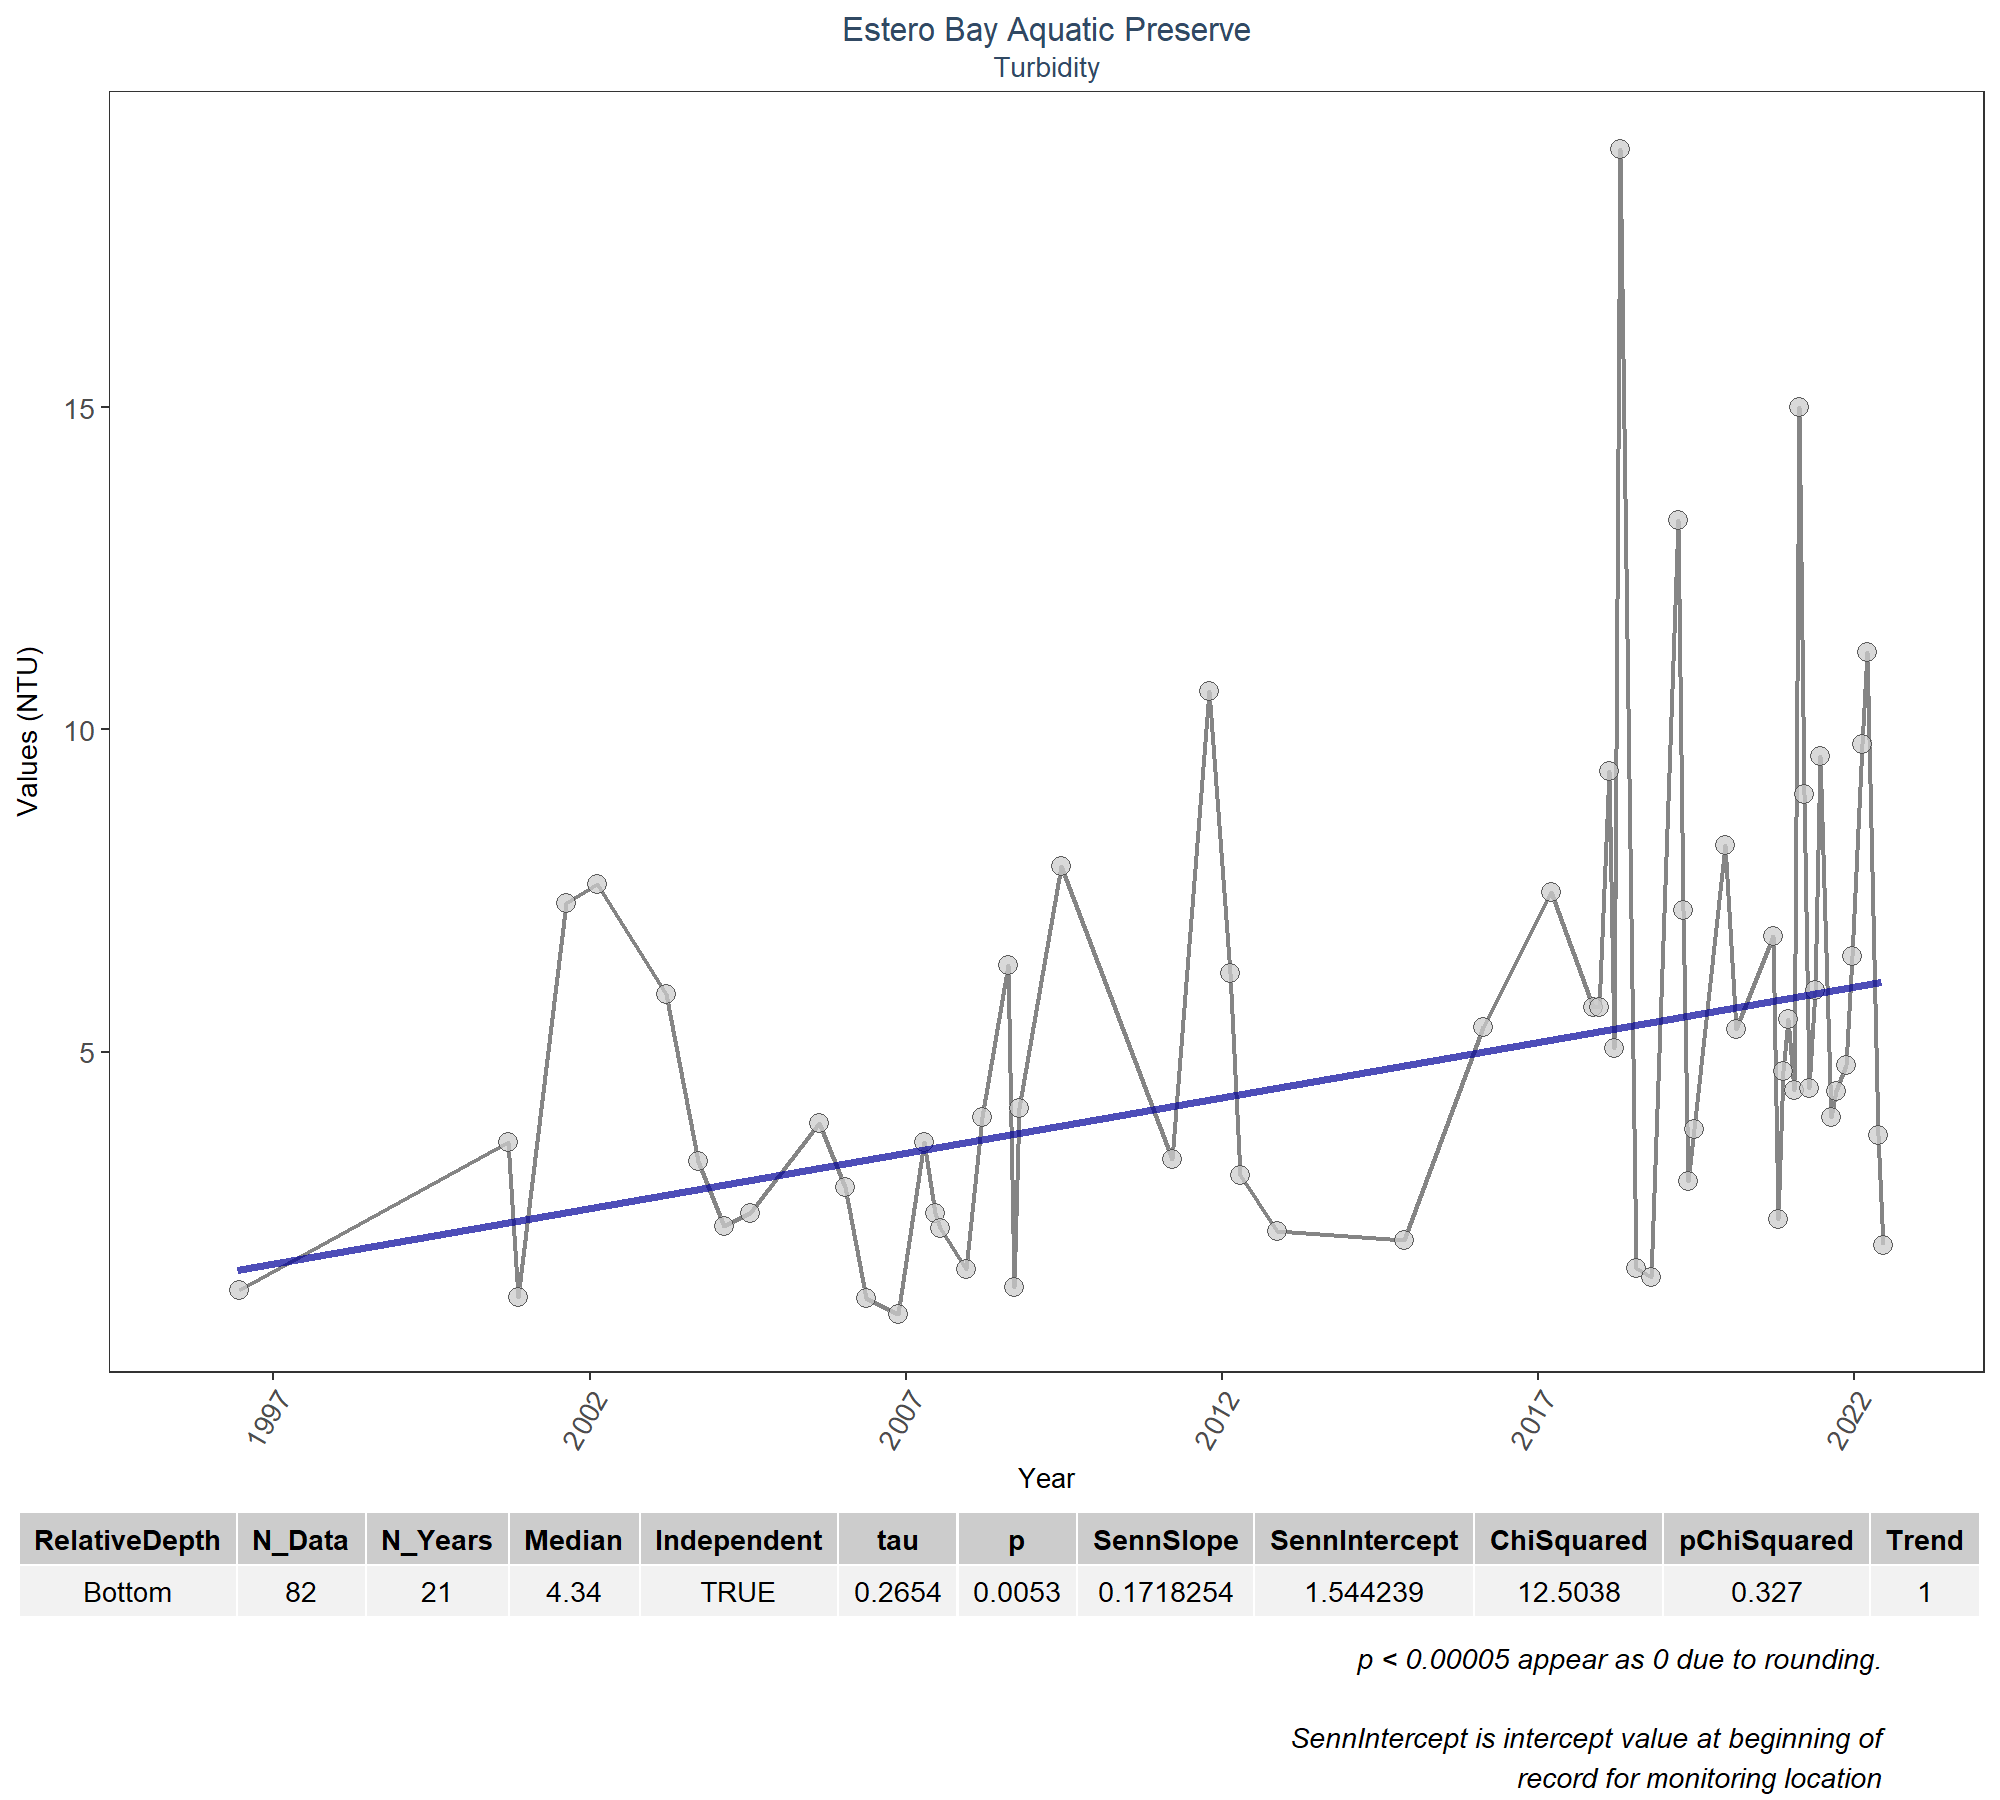 Estero Bay Aquatic Preserve
Turbidity
Values (NTU)
15
10
5
1997 2002 2007 2012 2017 2022
Year
RelativeDepth N_Data N_Years Median Independent tau p SennSlope SennIntercept ChiSquared pChiSquared Trend
Bottom 82 21 4.34 TRUE 0.2654 0.0053 0.1718254 1.544239 12.5038 0.327 1
p < 0.00005 appear as 0 due to rounding.
SennIntercept is intercept value at beginning of
record for monitoring location